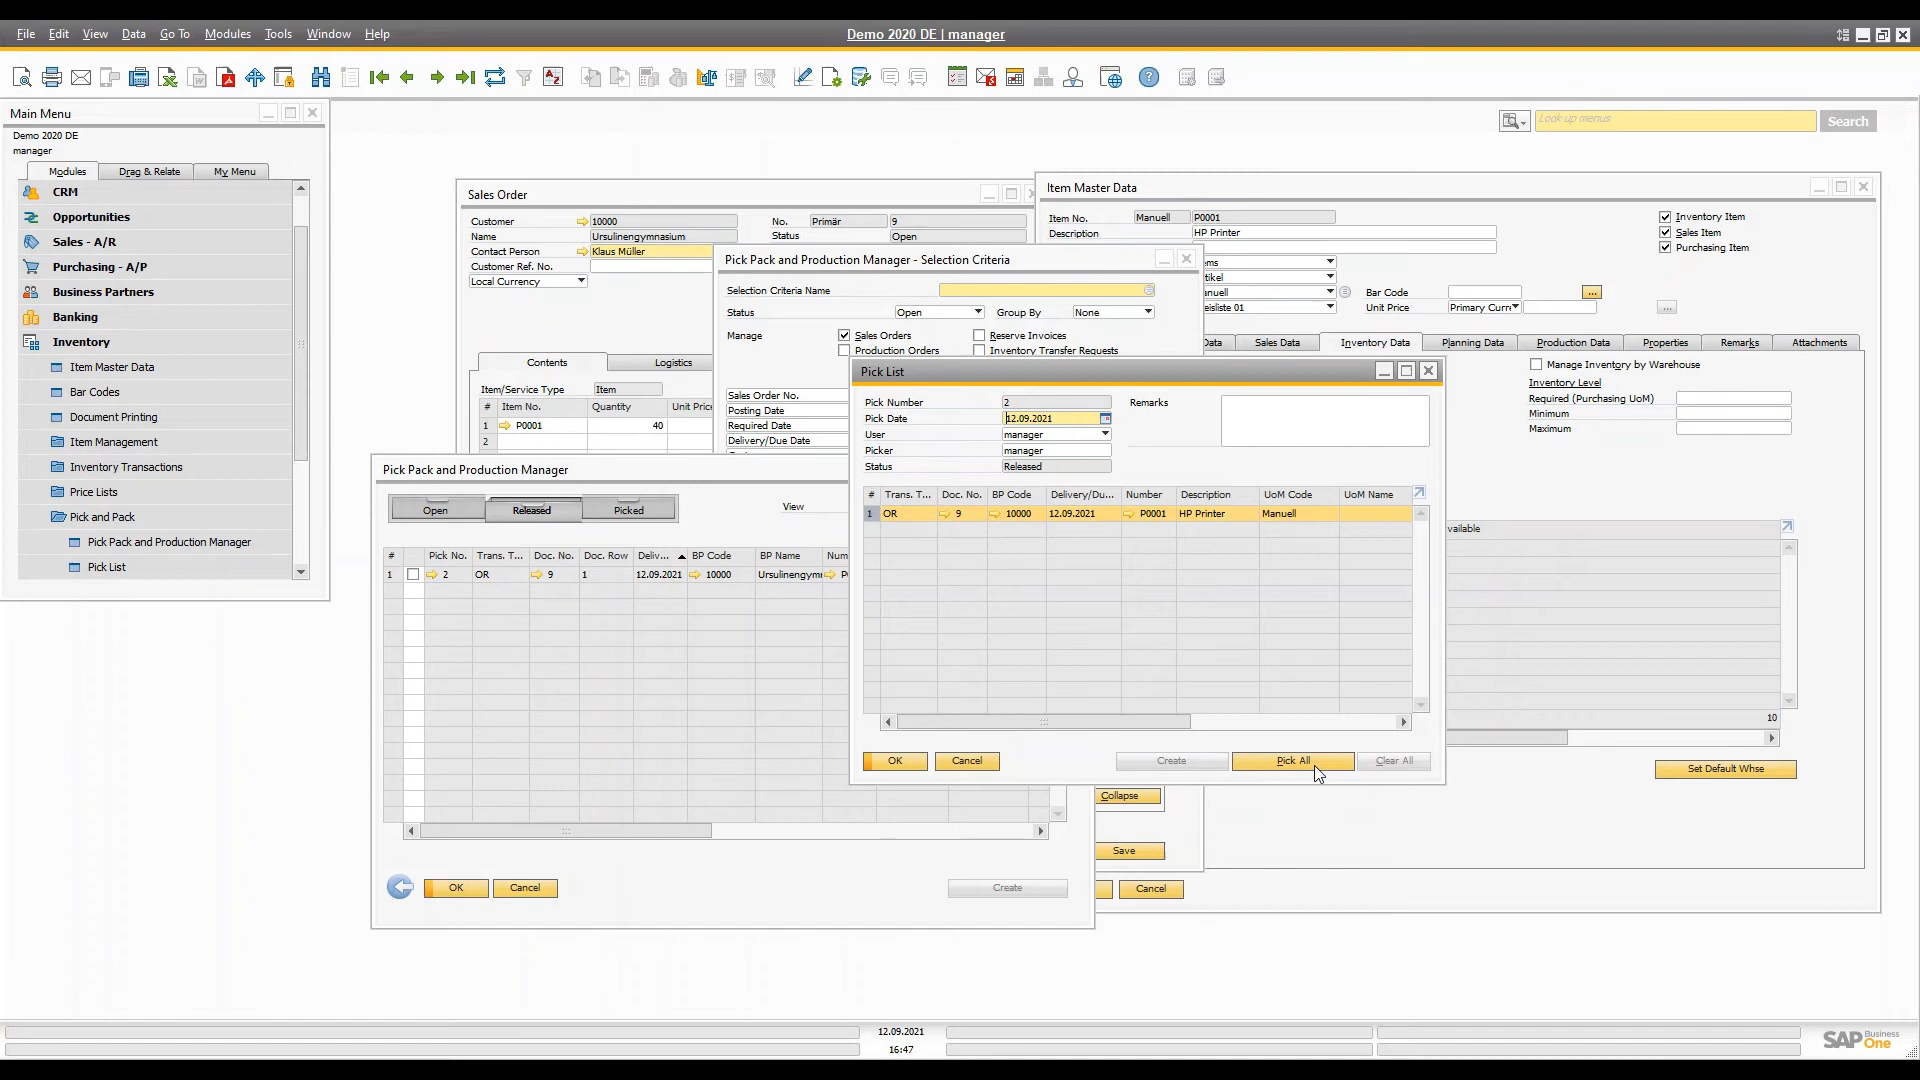 File Edit View Data Go To Modules Tools Window Help
Demo 2020 DE | manager
Main Menu
Demo 2020 DE
manager
Modules Drag & Relate My Menu
CRM
Opportunities
Sales - A/R
Purchasing - A/P
Business Partners
Banking
Inventory
Item Master Data
Bar Codes
Document Printing
Item Management
Inventory Transactions
Price Lists
Pick and Pack
Pick Pack and Production Manager
Pick List
Look up menus
Search
Sales Order
Customer 10000 No. Primär 9
Name Ursulinengymnasium Status Open
Contact Person Klaus Müller
Customer Ref. No.
Local Currency
Contents Logistics
Item/Service Type Item
# Item No. Quantity Unit Price
1 P0001 40
2
Item Master Data
Item No. Manuell P0001
Description HP Printer
Inventory Item
Sales Item
Purchasing Item
Bar Code ...
Unit Price Primary Curr ...
Sales Data Inventory Data Planning Data Production Data Properties Remarks Attachments
Manage Inventory by Warehouse
Inventory Level
Required (Purchasing UoM)
Minimum
Maximum
10
Set Default Whse
Pick Pack and Production Manager - Selection Criteria
Selection Criteria Name
Status Open Group By None
Manage Sales Orders Reserve Invoices
Production Orders Inventory Transfer Requests
Sales Order No.
Posting Date
Required Date
Delivery/Due Date
Collapse
Save
Cancel
Pick List
Pick Number 2 Remarks
Pick Date 12.09.2021
User manager
Picker manager
Status Released
# Trans. T... Doc. No. BP Code Delivery/Du... Number Description UoM Code UoM Name
1 OR 9 10000 12.09.2021 P0001 HP Printer Manuell
OK Cancel Create Pick All Clear All
Pick Pack and Production Manager
Open Released Picked View
# Pick No. Trans. T... Doc. No. Doc. Row Deliv... BP Code BP Name
1 2 OR 9 1 12.09.2021 10000
OK Cancel Create
12.09.2021
16:47
SAP Business One